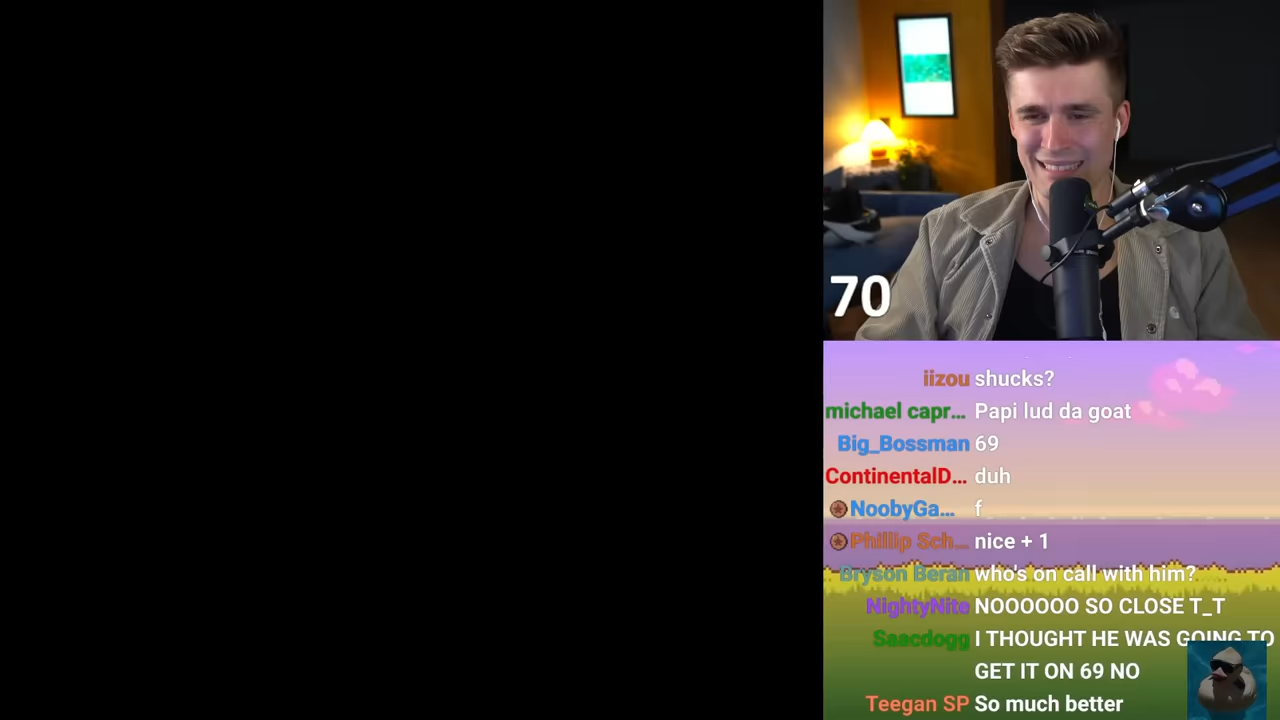 70
iizou shucks?
michael capr... Papi lud da goat
Big_Bossman 69
ContinentalD... duh
NoobyGa... f
Phillip Sch... nice + 1
Bryson Beran who's on call with him?
NightyNite NOOOOOO SO CLOSE T_T
Saacdogg I THOUGHT HE WAS GOING TO
GET IT ON 69 NO
Teegan SP So much better